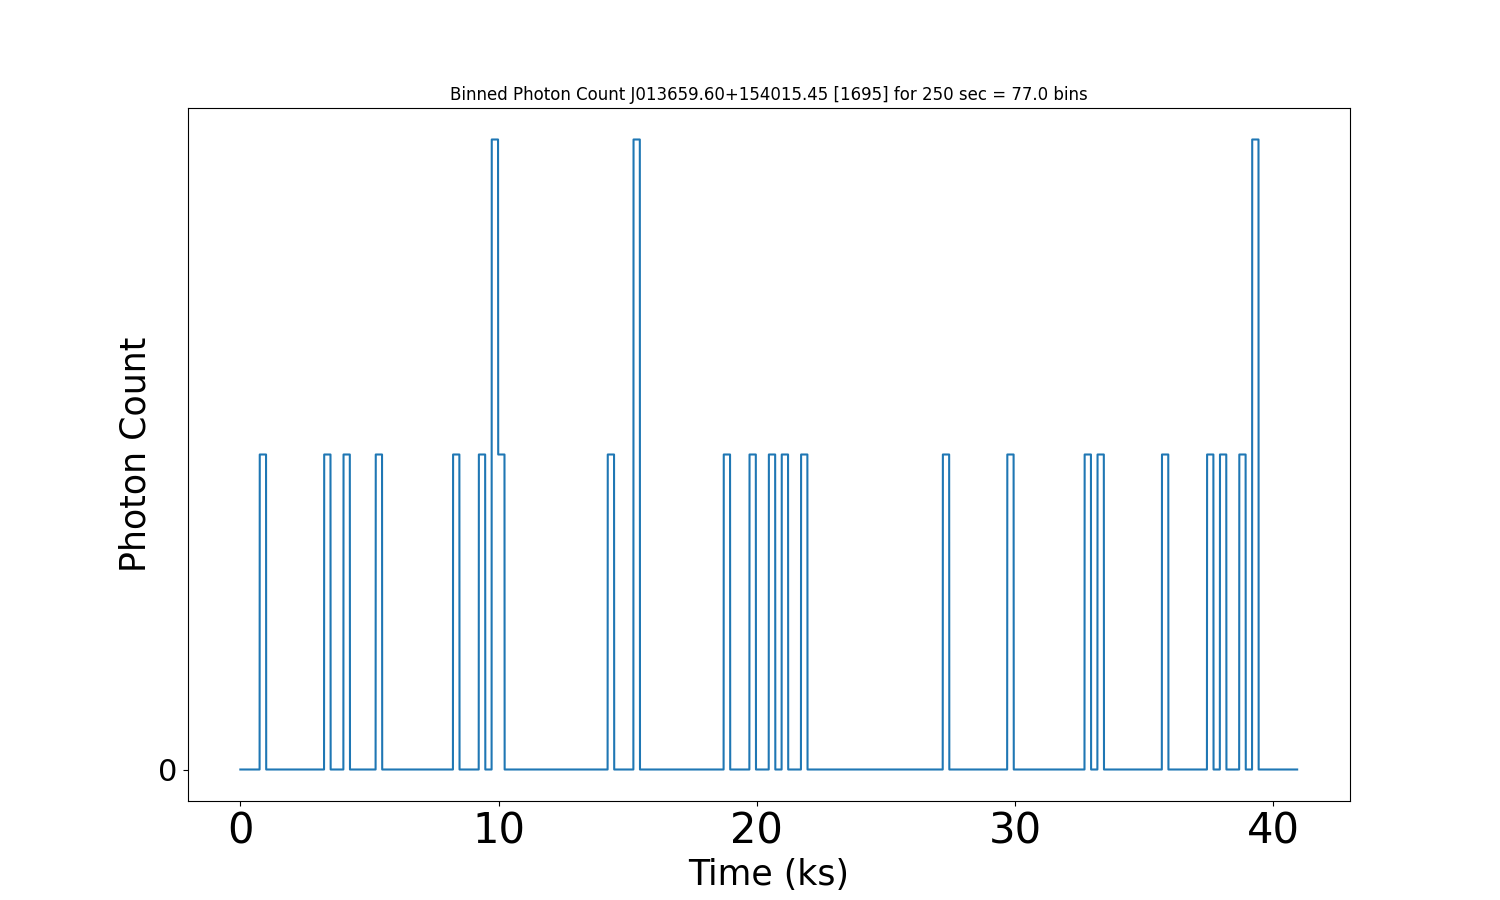 Binned Photon Count J013659.60+154015.45 [1695] for 250 sec = 77.0 bins
Photon Count
0
0 10 20 30 40
Time (ks)